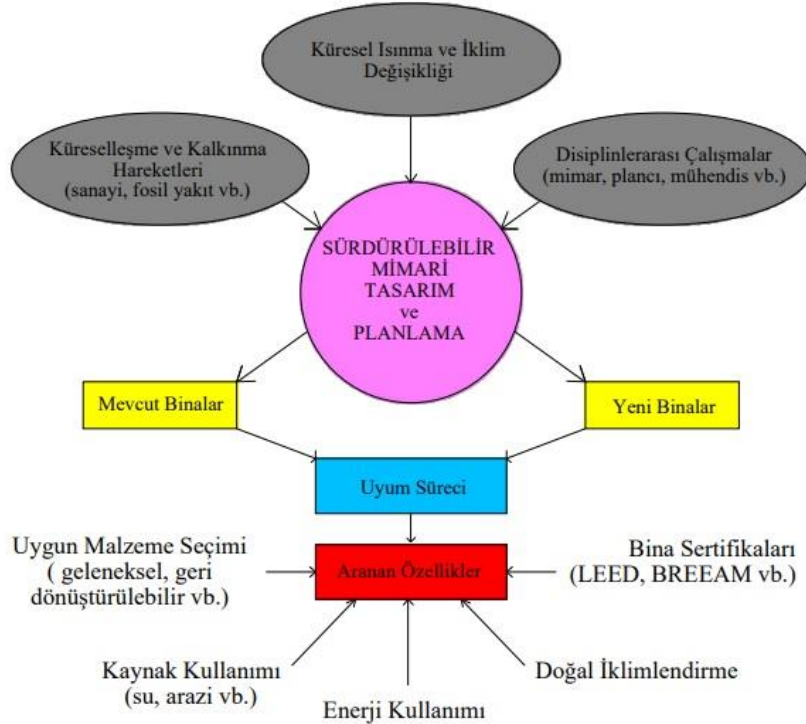 Küresel Isınma ve İklim
Değişikliği
Küreselleşme ve Kalkınma
Hareketleri
(sanayi, fosil yakıt vb.)
Disiplinlerarası Çalışmalar
(mimar, plancı, mühendis vb.)
SÜRDÜRÜLEBİLİR
MİMARİ
TASARIM
ve
PLANLAMA
Mevcut Binalar
Yeni Binalar
Uyum Süreci
Uygun Malzeme Seçimi
( geleneksel, geri
dönüştürülebilir vb.)
Aranan Özellikler
Bina Sertifikaları
(LEED, BREEAM vb.)
Kaynak Kullanımı
(su, arazi vb.)
Enerji Kullanımı
Doğal İklimlendirme